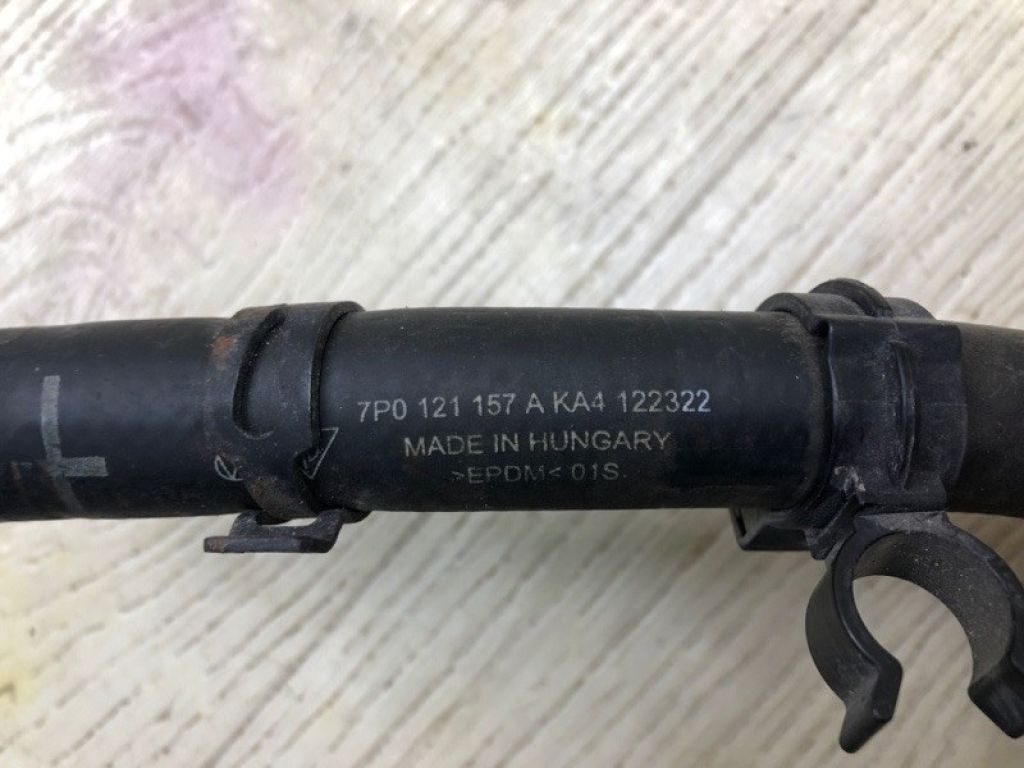 7P0 121 157 A KA4 122322
MADE IN HUNGARY
>EPDM< 01S